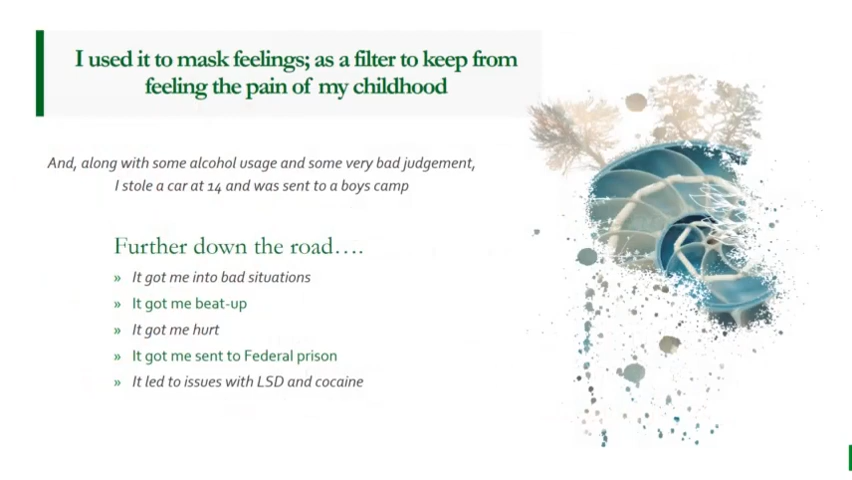 I used it to mask feelings; as a filter to keep from
feeling the pain of my childhood
And, along with some alcohol usage and some very bad judgement,
I stole a car at 14 and was sent to a boys camp
Further down the road….
» It got me into bad situations
» It got me beat-up
» It got me hurt
» It got me sent to Federal prison
» It led to issues with LSD and cocaine